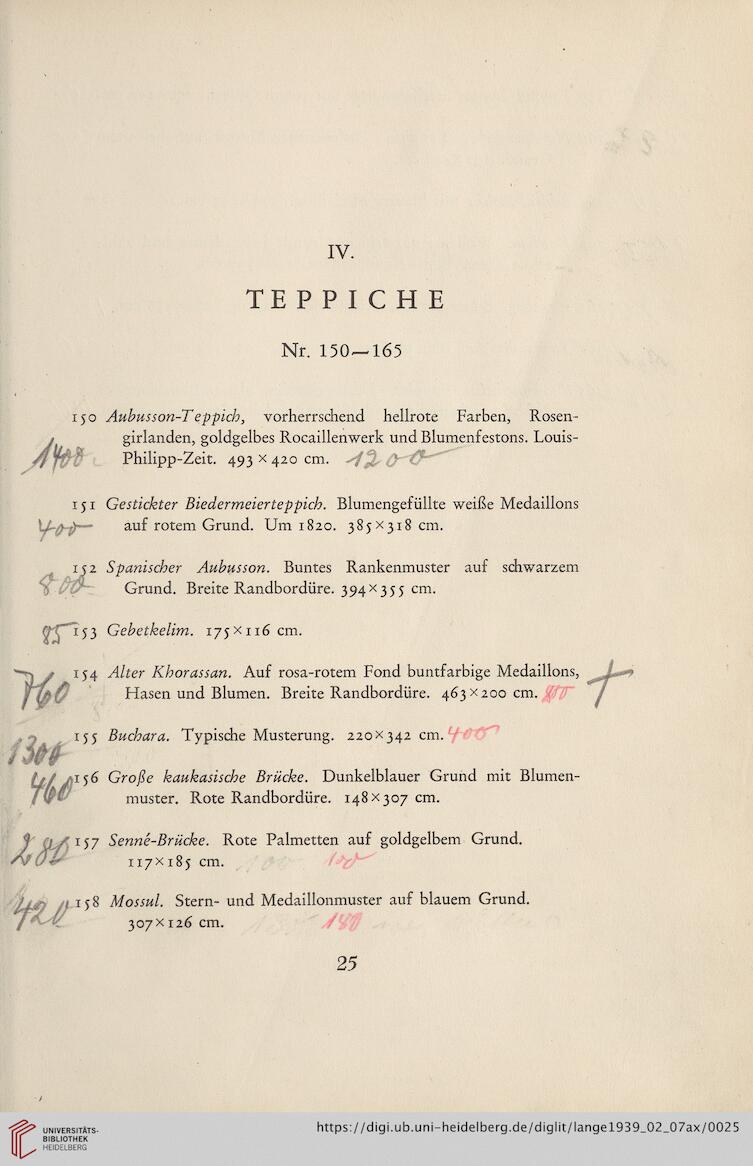 IV.
TEPPICHE
Nr. 150—165
150 Aubusson-Teppich, vorherrschend hellrote Farben, Rosen-
girlanden, goldgelbes Rocaillenwerk und Blumenfestons. Louis-
1400 Philipp-Zeit. 493 × 420 cm. 1200
151 Gestickter Biedermeierteppich. Blumengefüllte weiße Medaillons
400 auf rotem Grund. Um 1820. 385×318 cm.
152 Spanischer Aubusson. Buntes Rankenmuster auf schwarzem
800 Grund. Breite Randbordüre. 394×355 cm.
85 153 Gebetkelim. 175×116 cm.
154 Alter Khorassan. Auf rosa-rotem Fond buntfarbige Medaillons,
760 Hasen und Blumen. Breite Randbordüre. 463×200 cm.
155 Buchara. Typische Musterung. 220×342 cm. 400
1300
460 156 Große kaukasische Brücke. Dunkelblauer Grund mit Blumen-
muster. Rote Randbordüre. 148×307 cm.
280 157 Senné-Brücke. Rote Palmetten auf goldgelbem Grund.
117×185 cm. 100 100
420 158 Mossul. Stern- und Medaillonmuster auf blauem Grund.
307×126 cm. 180
25
UNIVERSITÄTS-
BIBLIOTHEK
HEIDELBERG
https://digi.ub.uni-heidelberg.de/diglit/lange1939_02_07ax/0025